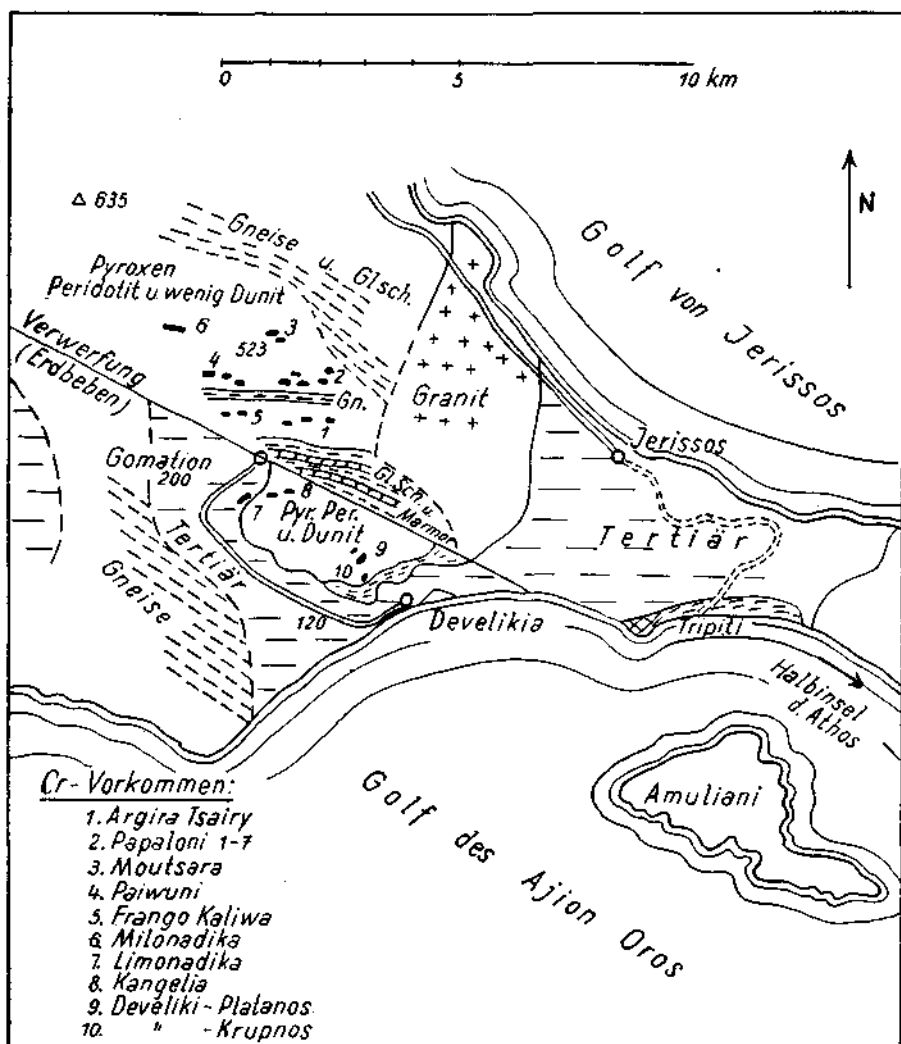 0 5 10 km
N
△ 635
Gneise
u. Glsch.
Golf von Jerissos
Pyroxen
Peridotit u. wenig Dunit
6
3
523
Verwerfung
(Erdbeben)
4
2
Gn.
Granit
5
1
Jerissos
Gomation
200
Gl.Sch. u.
Marmor
7
8
Pyr. Per.
u. Dunit
9
10
Tertiär
Tertiär
Gneise
120
Develikia
Tripiti
Halbinsel
d. Athos
Amuliani
Golf des Ajion Oros
Cr-Vorkommen:
1. Argira Tsairy
2. Papaloni 1-7
3. Moutsara
4. Paiwuni
5. Frango Kaliwa
6. Milonadika
7. Limonadika
8. Kangelia
9. Develiki - Platanos
10. " - Krupnos